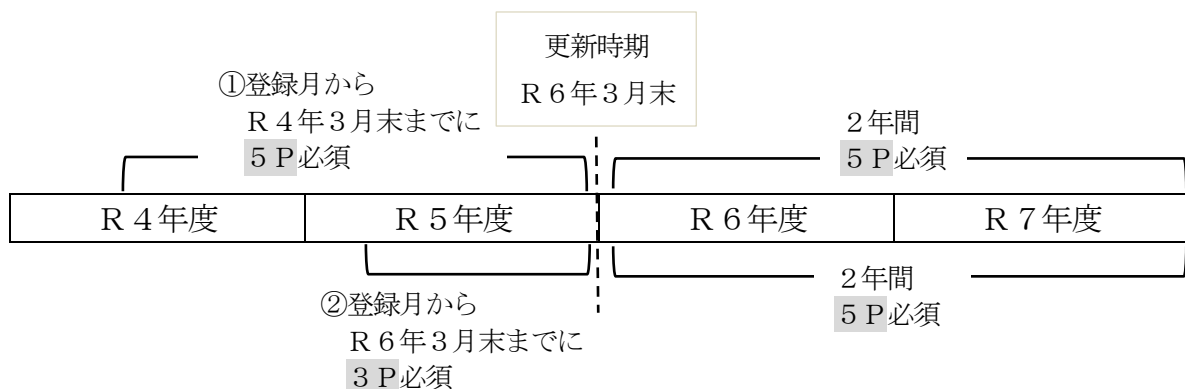 更新時期
R6年3月末
①登録月から
R4年3月末までに
5P必須
2年間
5P必須
R4年度
R5年度
R6年度
R7年度
②登録月から
R6年3月末までに
3P必須
2年間
5P必須